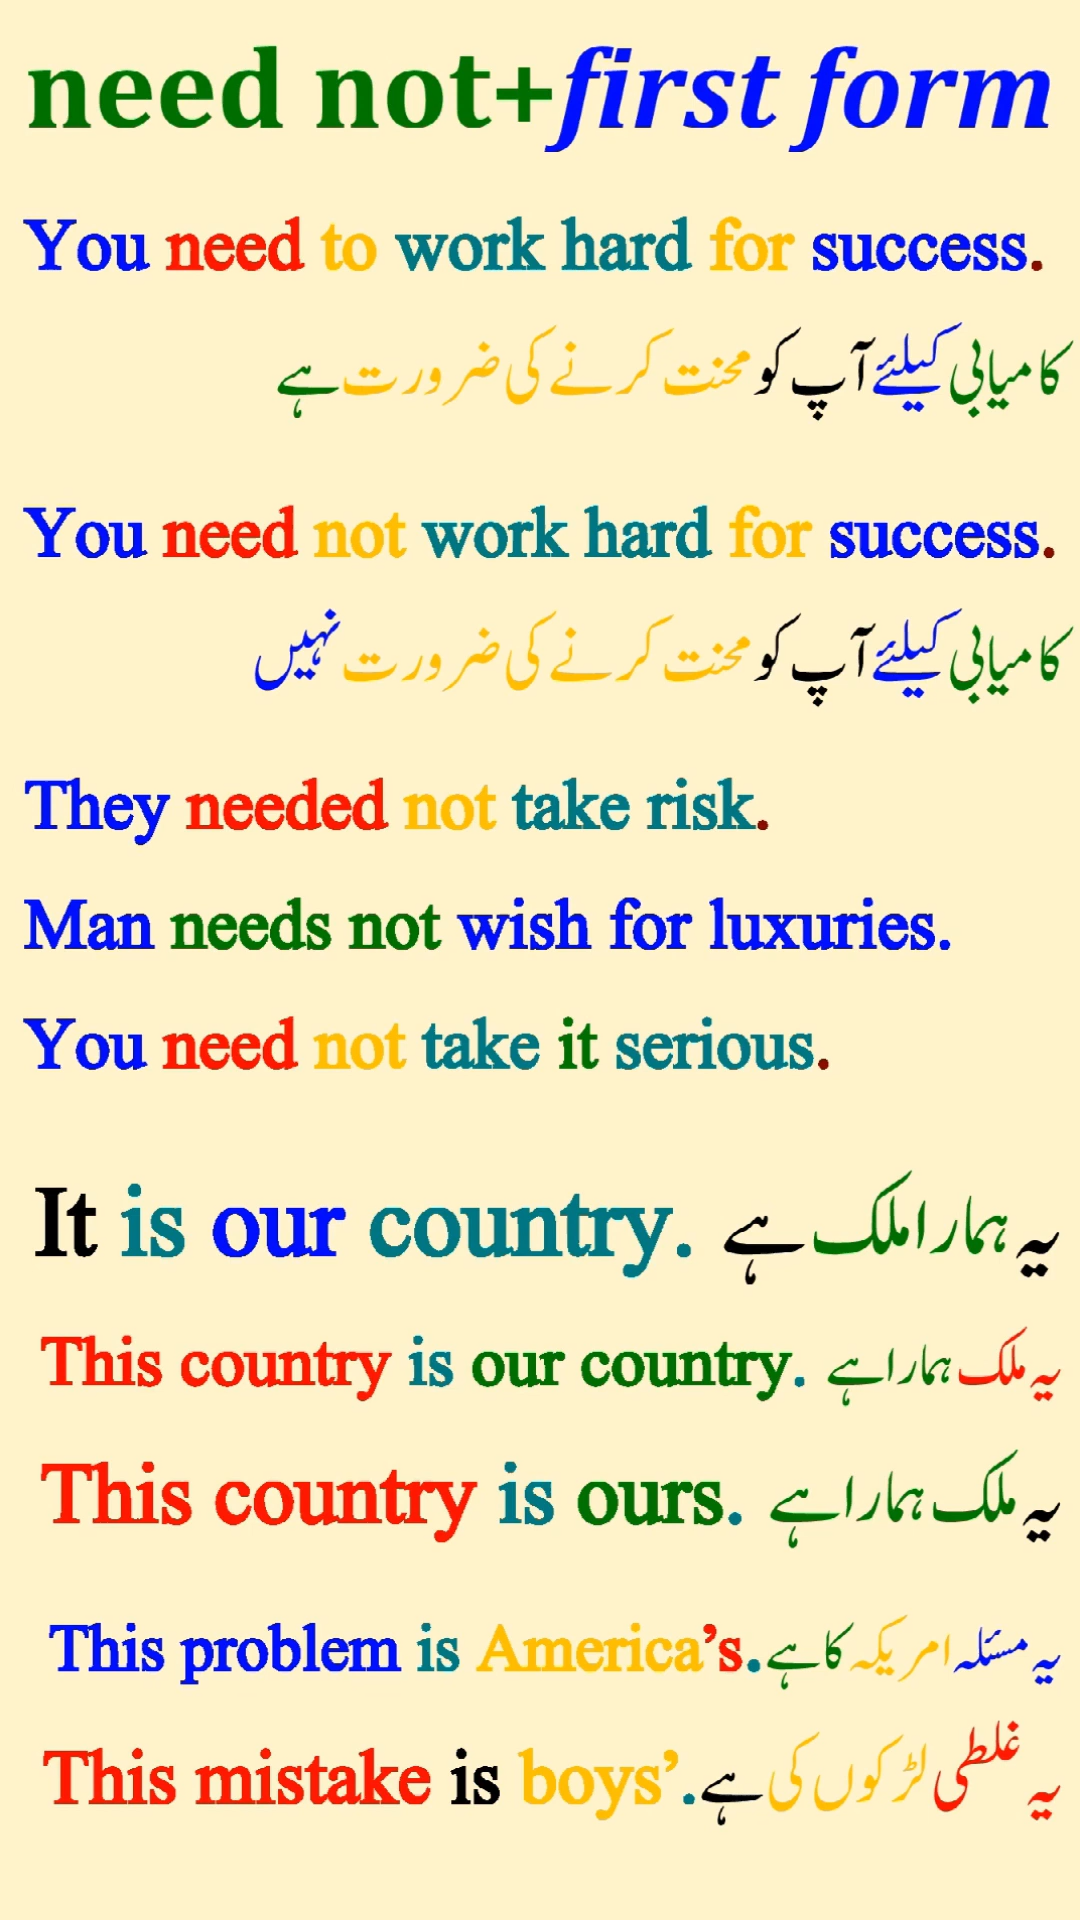 need not+first form
You need to work hard for success.
کامیابی کیلئے آپ کو محنت کرنے کی ضرورت ہے
You need not work hard for success.
کامیابی کیلئے آپ کو محنت کرنے کی ضرورت نہیں
They needed not take risk.
Man needs not wish for luxuries.
You need not take it serious.
It is our country. یہ ہمارا ملک ہے
This country is our country. یہ ملک ہمارا ہے
This country is ours. یہ ملک ہمارا ہے
This problem is America’s. یہ مسئلہ امریکہ کا ہے
This mistake is boys’. یہ غلطی لڑکوں کی ہے